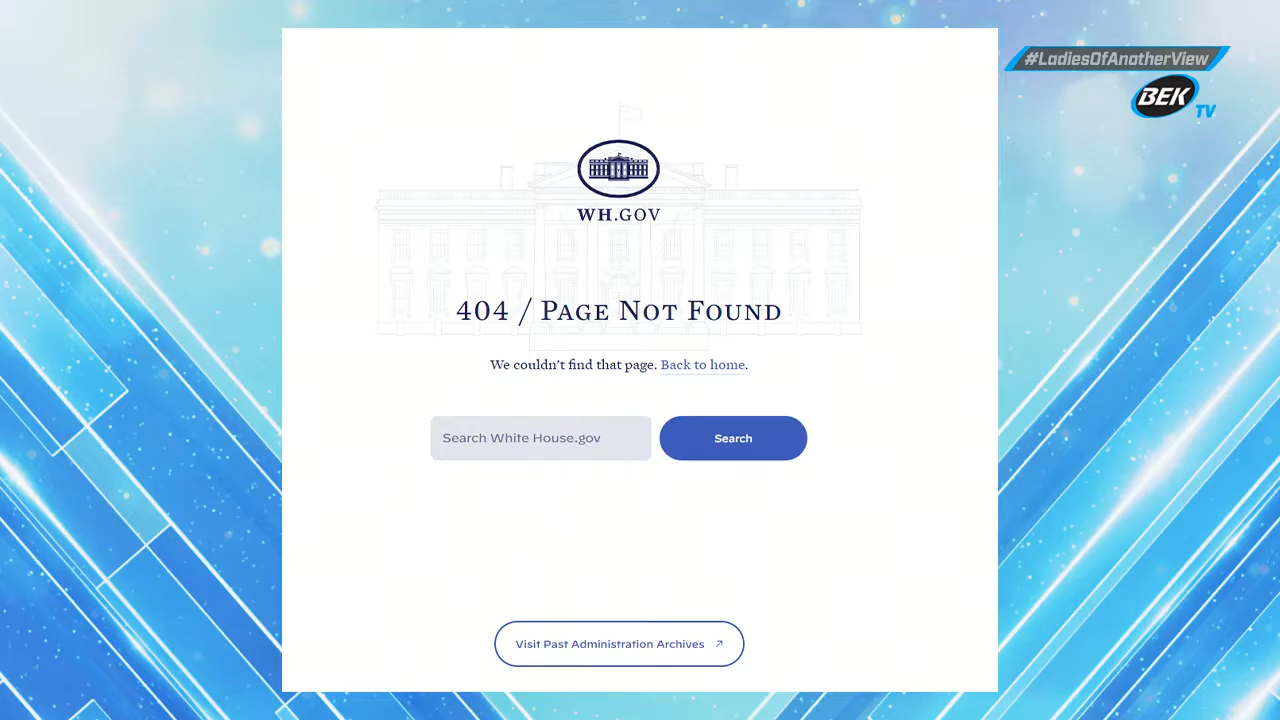 #LadiesOfAnotherView
BEK TV
WH.GOV
404 / PAGE NOT FOUND
We couldn't find that page. Back to home.
Search White House.gov
Search
Visit Past Administration Archives